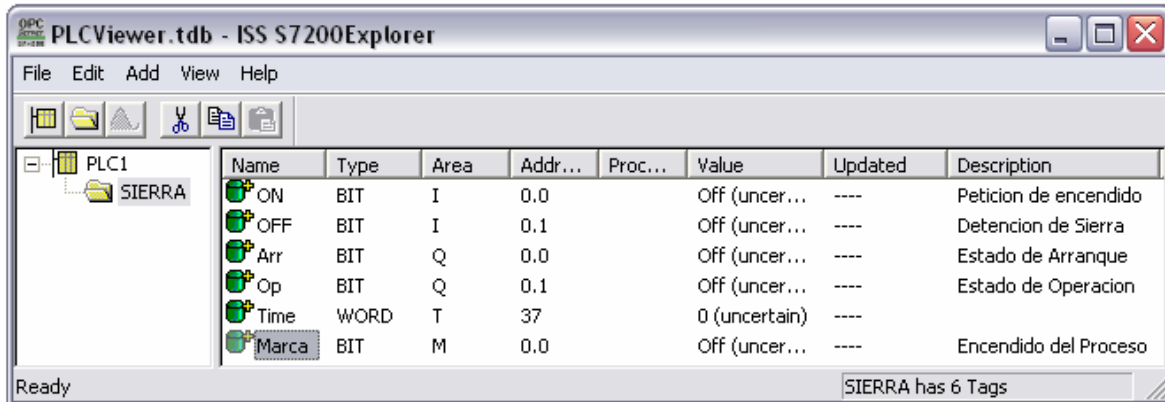 PLCViewer.tdb - ISS S7200Explorer
File Edit Add View Help
PLC1
SIERRA
Name Type Area Addr... Proc... Value Updated Description
ON BIT I 0.0 Off (uncer... ---- Peticion de encendido
OFF BIT I 0.1 Off (uncer... ---- Detencion de Sierra
Arr BIT Q 0.0 Off (uncer... ---- Estado de Arranque
Op BIT Q 0.1 Off (uncer... ---- Estado de Operacion
Time WORD T 37 0 (uncertain) ----
Marca BIT M 0.0 Off (uncer... ---- Encendido del Proceso
Ready SIERRA has 6 Tags